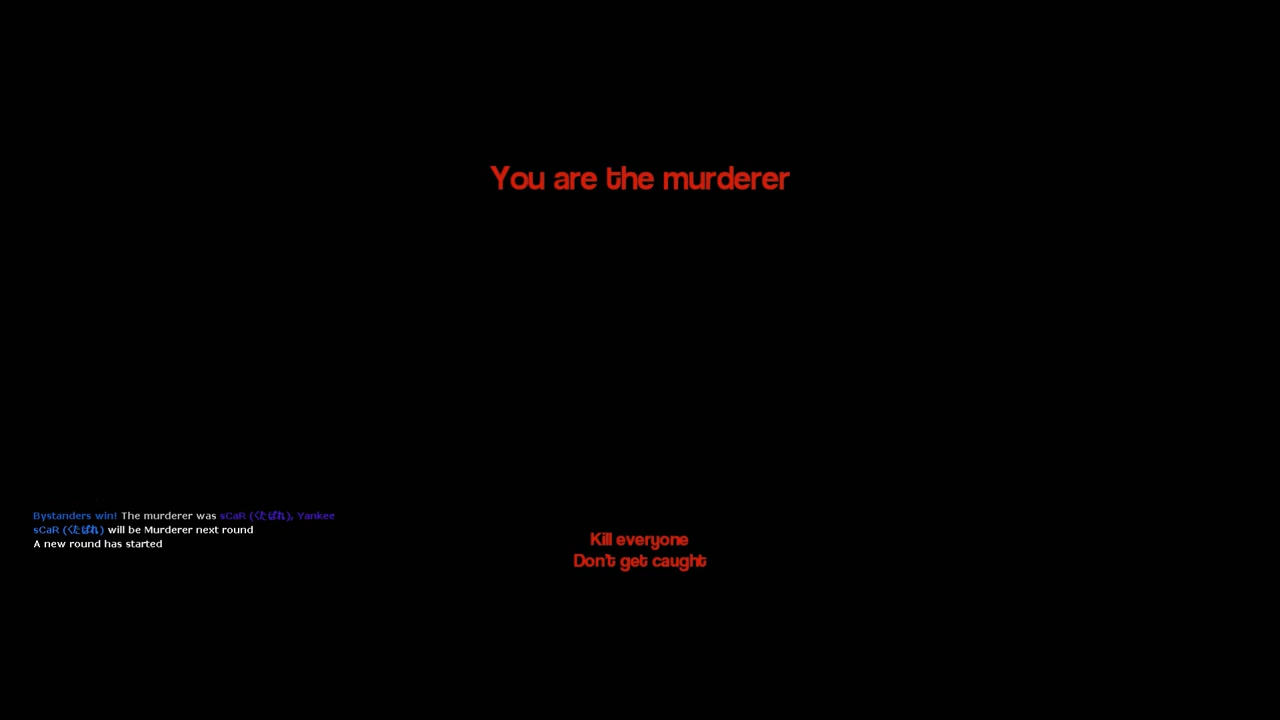 You are the murderer
Bystanders win! The murderer was sCaR (くたばれ), Yankee
sCaR (くたばれ) will be Murderer next round
A new round has started
Kill everyone
Don't get caught